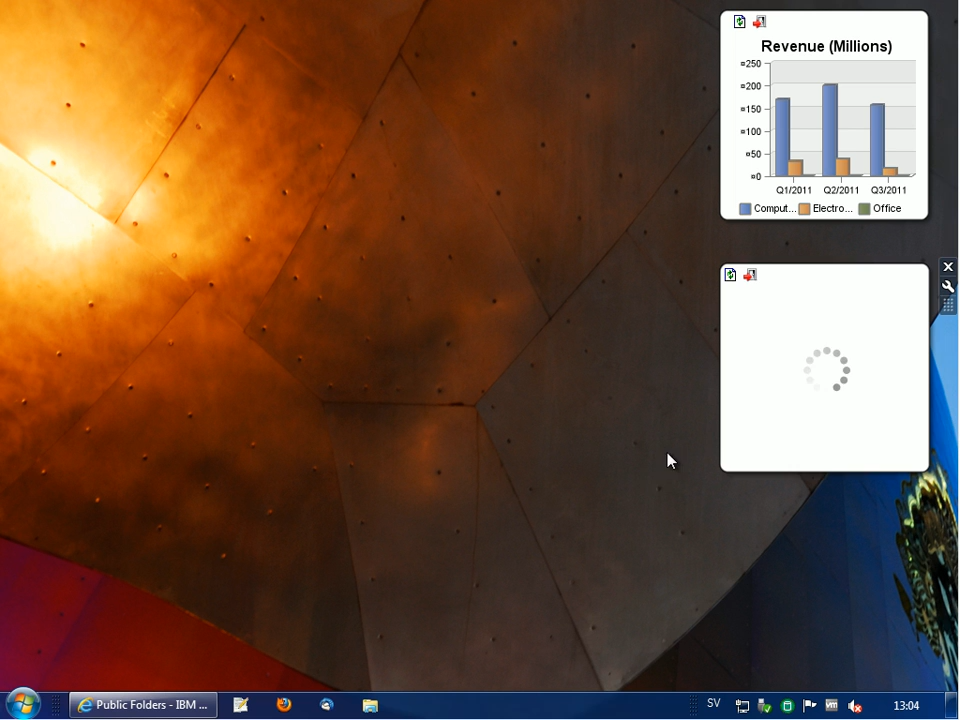 Revenue (Millions)
¤250
¤200
¤150
¤100
¤50
¤0
Q1/2011 Q2/2011 Q3/2011
Comput... Electro... Office
Public Folders - IBM ...
SV
vm
13:04